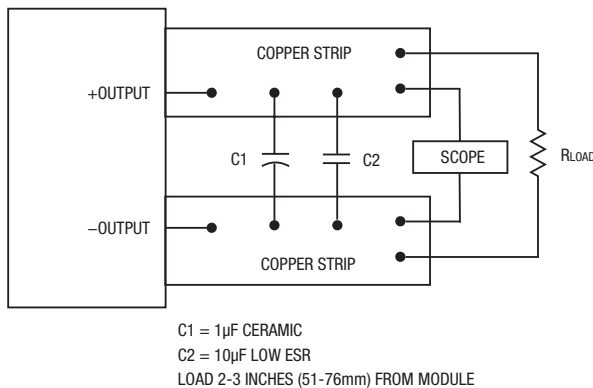 COPPER STRIP
+OUTPUT
C1
C2
SCOPE
RLOAD
–OUTPUT
COPPER STRIP
C1 = 1µF CERAMIC
C2 = 10µF LOW ESR
LOAD 2-3 INCHES (51-76mm) FROM MODULE